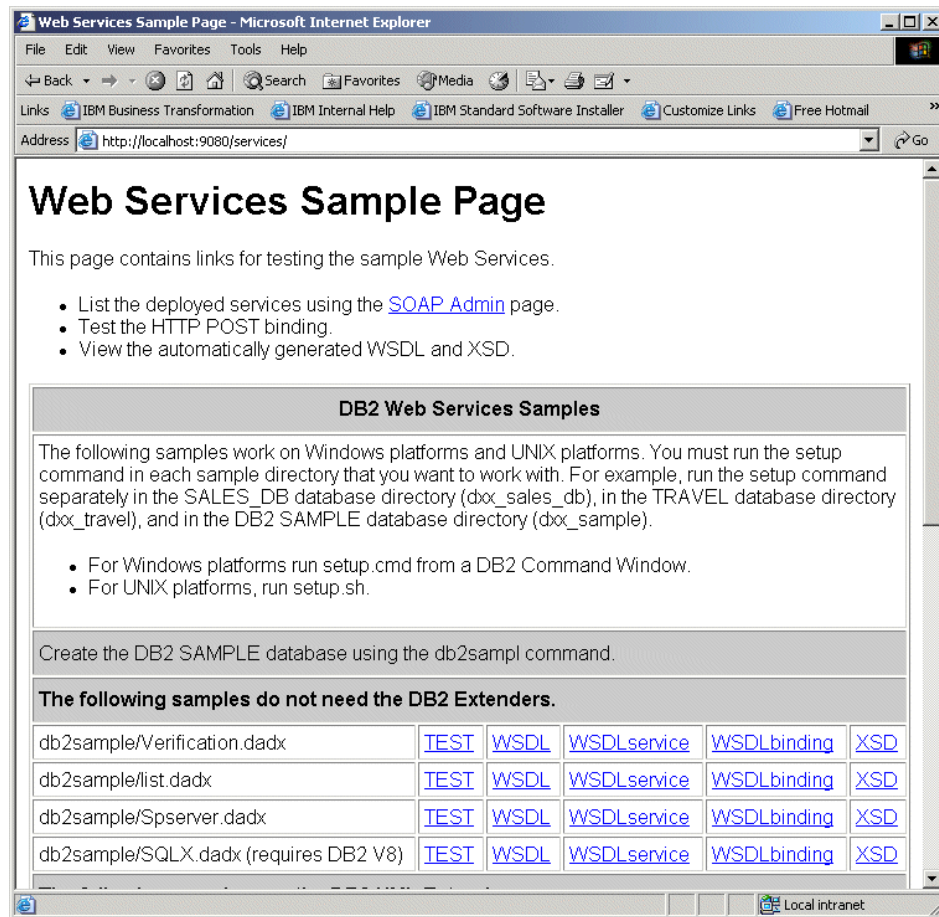 Web Services Sample Page - Microsoft Internet Explorer
File Edit View Favorites Tools Help
Back Search Favorites Media
Links IBM Business Transformation IBM Internal Help IBM Standard Software Installer Customize Links Free Hotmail »
Address http://localhost:9080/services/ Go
Web Services Sample Page
This page contains links for testing the sample Web Services.
• List the deployed services using the SOAP Admin page.
• Test the HTTP POST binding.
• View the automatically generated WSDL and XSD.
DB2 Web Services Samples
The following samples work on Windows platforms and UNIX platforms. You must run the setup
command in each sample directory that you want to work with. For example, run the setup command
separately in the SALES_DB database directory (dxx_sales_db), in the TRAVEL database directory
(dxx_travel), and in the DB2 SAMPLE database directory (dxx_sample).
• For Windows platforms run setup.cmd from a DB2 Command Window.
• For UNIX platforms, run setup.sh.
Create the DB2 SAMPLE database using the db2sampl command.
The following samples do not need the DB2 Extenders.
db2sample/Verification.dadx TEST WSDL WSDLservice WSDLbinding XSD
db2sample/list.dadx TEST WSDL WSDLservice WSDLbinding XSD
db2sample/Spserver.dadx TEST WSDL WSDLservice WSDLbinding XSD
db2sample/SQLX.dadx (requires DB2 V8) TEST WSDL WSDLservice WSDLbinding XSD
Local intranet